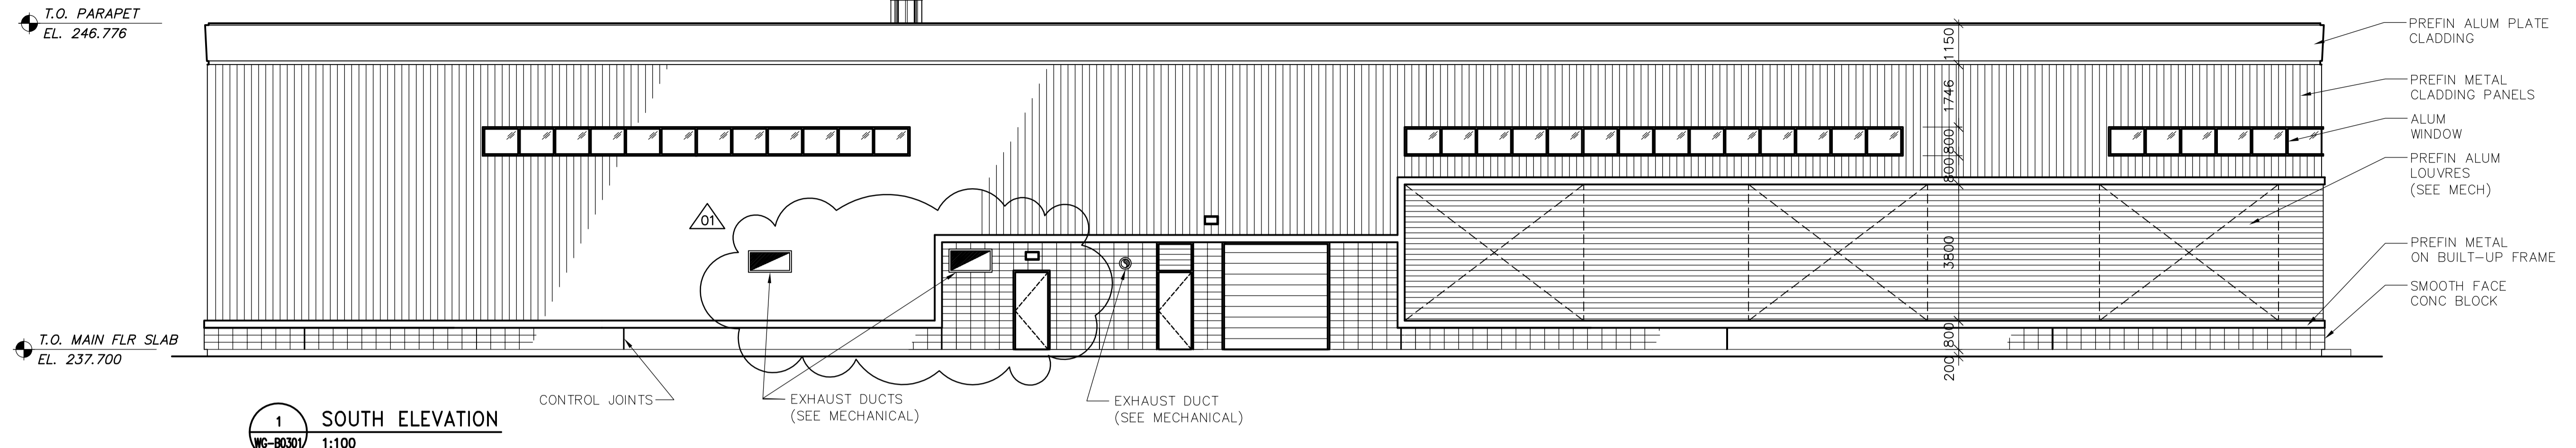 T.O. PARAPET
EL. 246.776
T.O. MAIN FLR SLAB
EL. 237.700
01
1150
1746
800
800
3800
800
200
PREFIN ALUM PLATE
CLADDING
PREFIN METAL
CLADDING PANELS
ALUM
WINDOW
PREFIN ALUM
LOUVRES
(SEE MECH)
PREFIN METAL
ON BUILT-UP FRAME
SMOOTH FACE
CONC BLOCK
CONTROL JOINTS
EXHAUST DUCTS
(SEE MECHANICAL)
EXHAUST DUCT
(SEE MECHANICAL)
1
WG-B0301
SOUTH ELEVATION
1:100